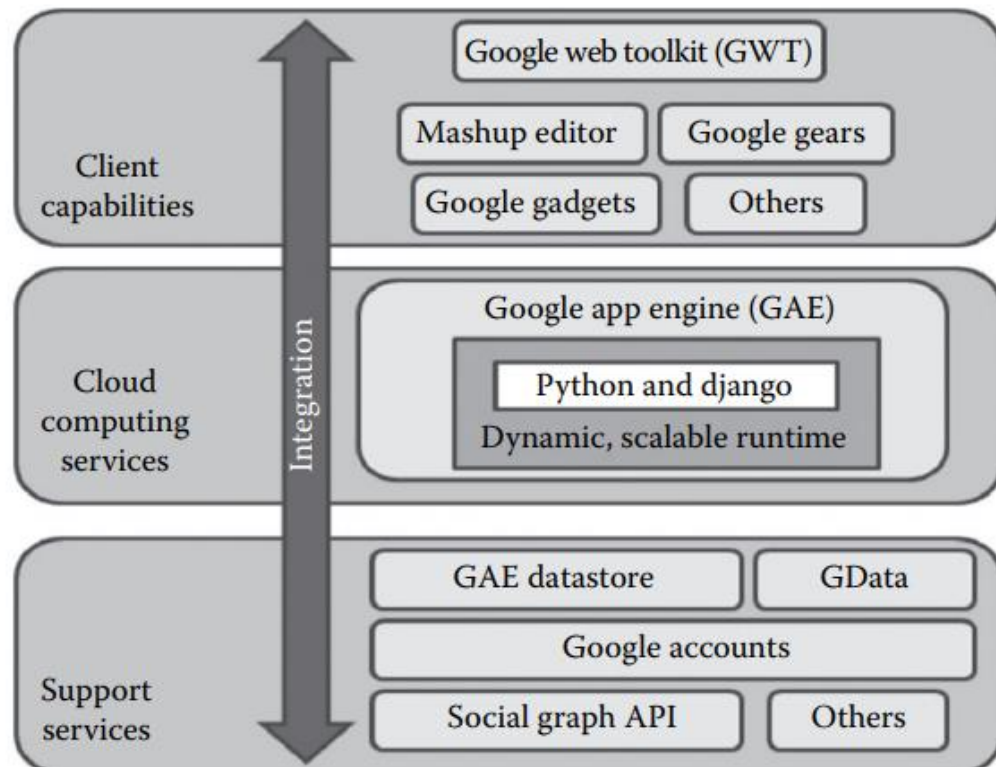 Google web toolkit (GWT)
Mashup editor
Google gears
Client
capabilities
Google gadgets
Others
Integration
Google app engine (GAE)
Cloud
computing
services
Python and django
Dynamic, scalable runtime
GAE datastore
GData
Google accounts
Support
services
Social graph API
Others